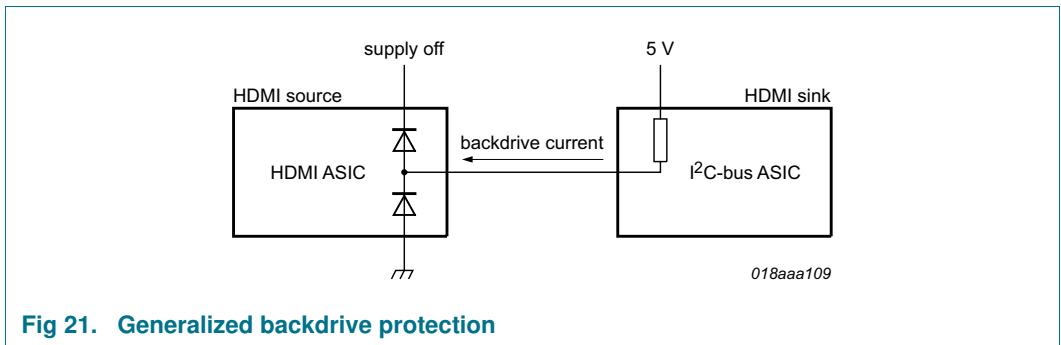 supply off
5 V
HDMI source
HDMI sink
backdrive current
HDMI ASIC
I²C-bus ASIC
018aaa109
Fig 21. Generalized backdrive protection